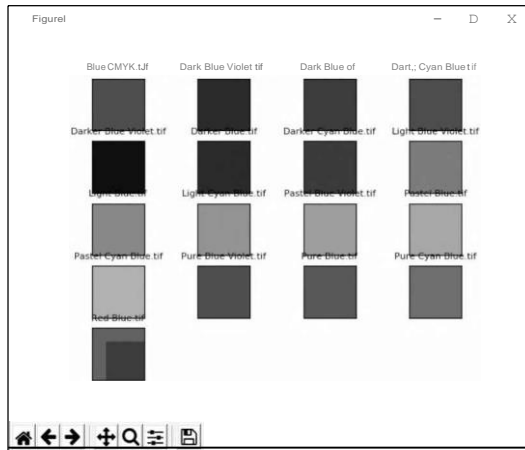 Figurel
– D X
Blue CMYK.tJf Dark Blue Violet tif Dark Blue of Dart,; Cyan Bluetif
Darker Blue Violet.tif Darker Blue.tif Darker Cyan Blue.tif Light Blue Violet.tif
Light Blue.tif Light Cyan Blue.tif Pastel Blue Violet.tif Pastel Blue.tif
Pastel Cyan Blue.tif Pure Blue Violet.tif Pure Blue.tif Pure Cyan Blue.tif
Red Blue.tif